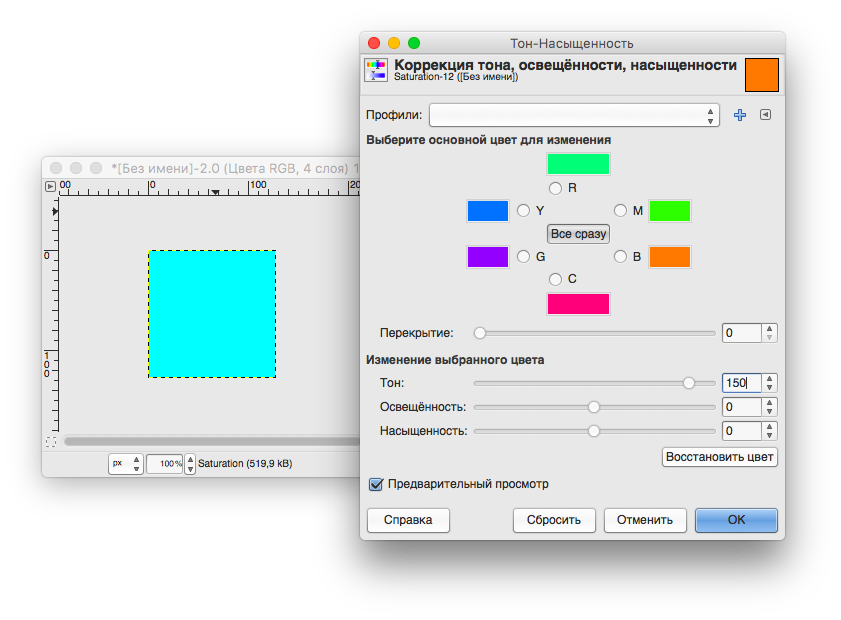 Тон-Насыщенность
Коррекция тона, освещённости, насыщенности
Saturation-12 ([Без имени])
Профили:
Выберите основной цвет для изменения
R
Y
M
Все сразу
G
B
C
Перекрытие:
0
Изменение выбранного цвета
Тон:
150
Освещённость:
0
Насыщенность:
0
Восстановить цвет
Предварительный просмотр
Справка
Сбросить
Отменить
OK
*[Без имени]-2.0 (Цвета RGB, 4 слоя) 1
00
0
100
20
0
100
px
100%
Saturation (519,9 kB)